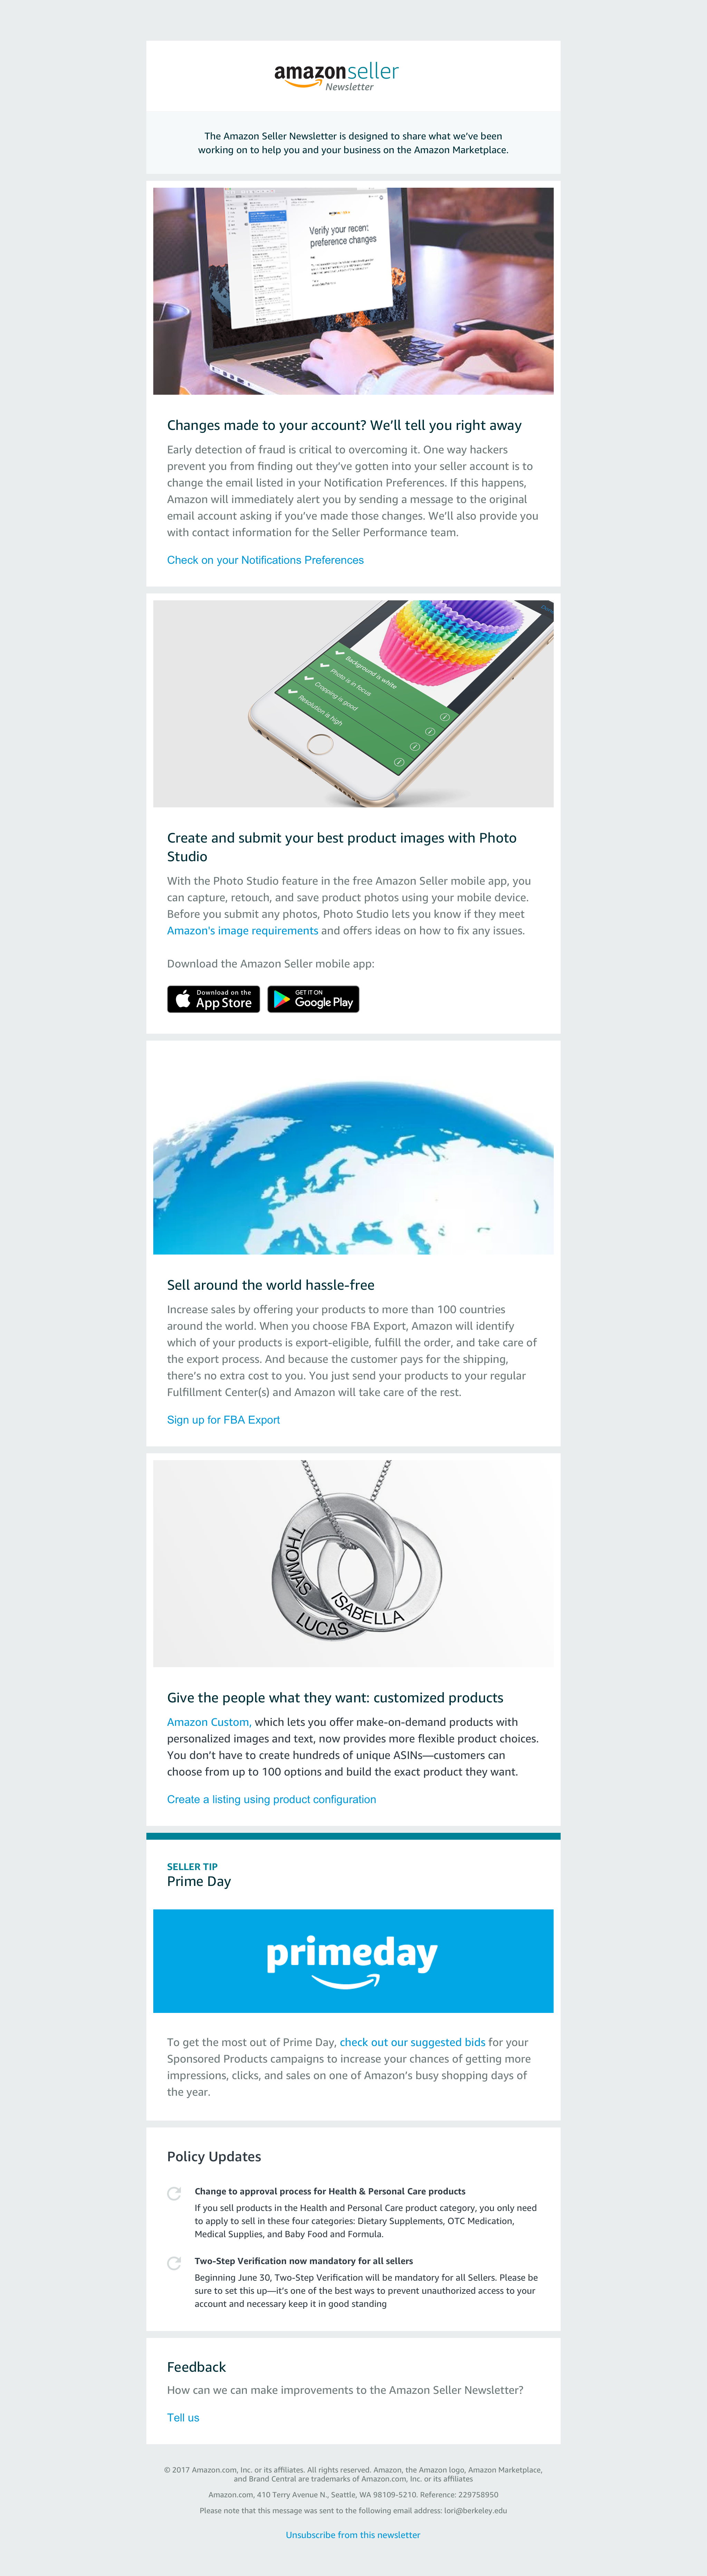 amazonseller
Newsletter
The Amazon Seller Newsletter is designed to share what we've been
working on to help you and your business on the Amazon Marketplace.
Verify your recent
preference changes
Changes made to your account? We'll tell you right away
Early detection of fraud is critical to overcoming it. One way hackers
prevent you from finding out they've gotten into your seller account is to
change the email listed in your Notification Preferences. If this happens,
Amazon will immediately alert you by sending a message to the original
email account asking if you've made those changes. We'll also provide you
with contact information for the Seller Performance team.
Check on your Notifications Preferences
Background is white
Photo is in focus
Cropping is good
Resolution is high
Create and submit your best product images with Photo
Studio
With the Photo Studio feature in the free Amazon Seller mobile app, you
can capture, retouch, and save product photos using your mobile device.
Before you submit any photos, Photo Studio lets you know if they meet
Amazon's image requirements and offers ideas on how to fix any issues.
Download the Amazon Seller mobile app:
Download on the
App Store
GET IT ON
Google Play
Sell around the world hassle-free
Increase sales by offering your products to more than 100 countries
around the world. When you choose FBA Export, Amazon will identify
which of your products is export-eligible, fulfill the order, and take care of
the export process. And because the customer pays for the shipping,
there's no extra cost to you. You just send your products to your regular
Fulfillment Center(s) and Amazon will take care of the rest.
Sign up for FBA Export
THOMAS
ISABELLA
LUCAS
Give the people what they want: customized products
Amazon Custom, which lets you offer make-on-demand products with
personalized images and text, now provides more flexible product choices.
You don't have to create hundreds of unique ASINs—customers can
choose from up to 100 options and build the exact product they want.
Create a listing using product configuration
SELLER TIP
Prime Day
primeday
To get the most out of Prime Day, check out our suggested bids for your
Sponsored Products campaigns to increase your chances of getting more
impressions, clicks, and sales on one of Amazon's busy shopping days of
the year.
Policy Updates
Change to approval process for Health & Personal Care products
If you sell products in the Health and Personal Care product category, you only need
to apply to sell in these four categories: Dietary Supplements, OTC Medication,
Medical Supplies, and Baby Food and Formula.
Two-Step Verification now mandatory for all sellers
Beginning June 30, Two-Step Verification will be mandatory for all Sellers. Please be
sure to set this up—it's one of the best ways to prevent unauthorized access to your
account and necessary keep it in good standing
Feedback
How can we can make improvements to the Amazon Seller Newsletter?
Tell us
© 2017 Amazon.com, Inc. or its affiliates. All rights reserved. Amazon, the Amazon logo, Amazon Marketplace,
and Brand Central are trademarks of Amazon.com, Inc. or its affiliates
Amazon.com, 410 Terry Avenue N., Seattle, WA 98109-5210. Reference: 229758950
Please note that this message was sent to the following email address: lori@berkeley.edu
Unsubscribe from this newsletter